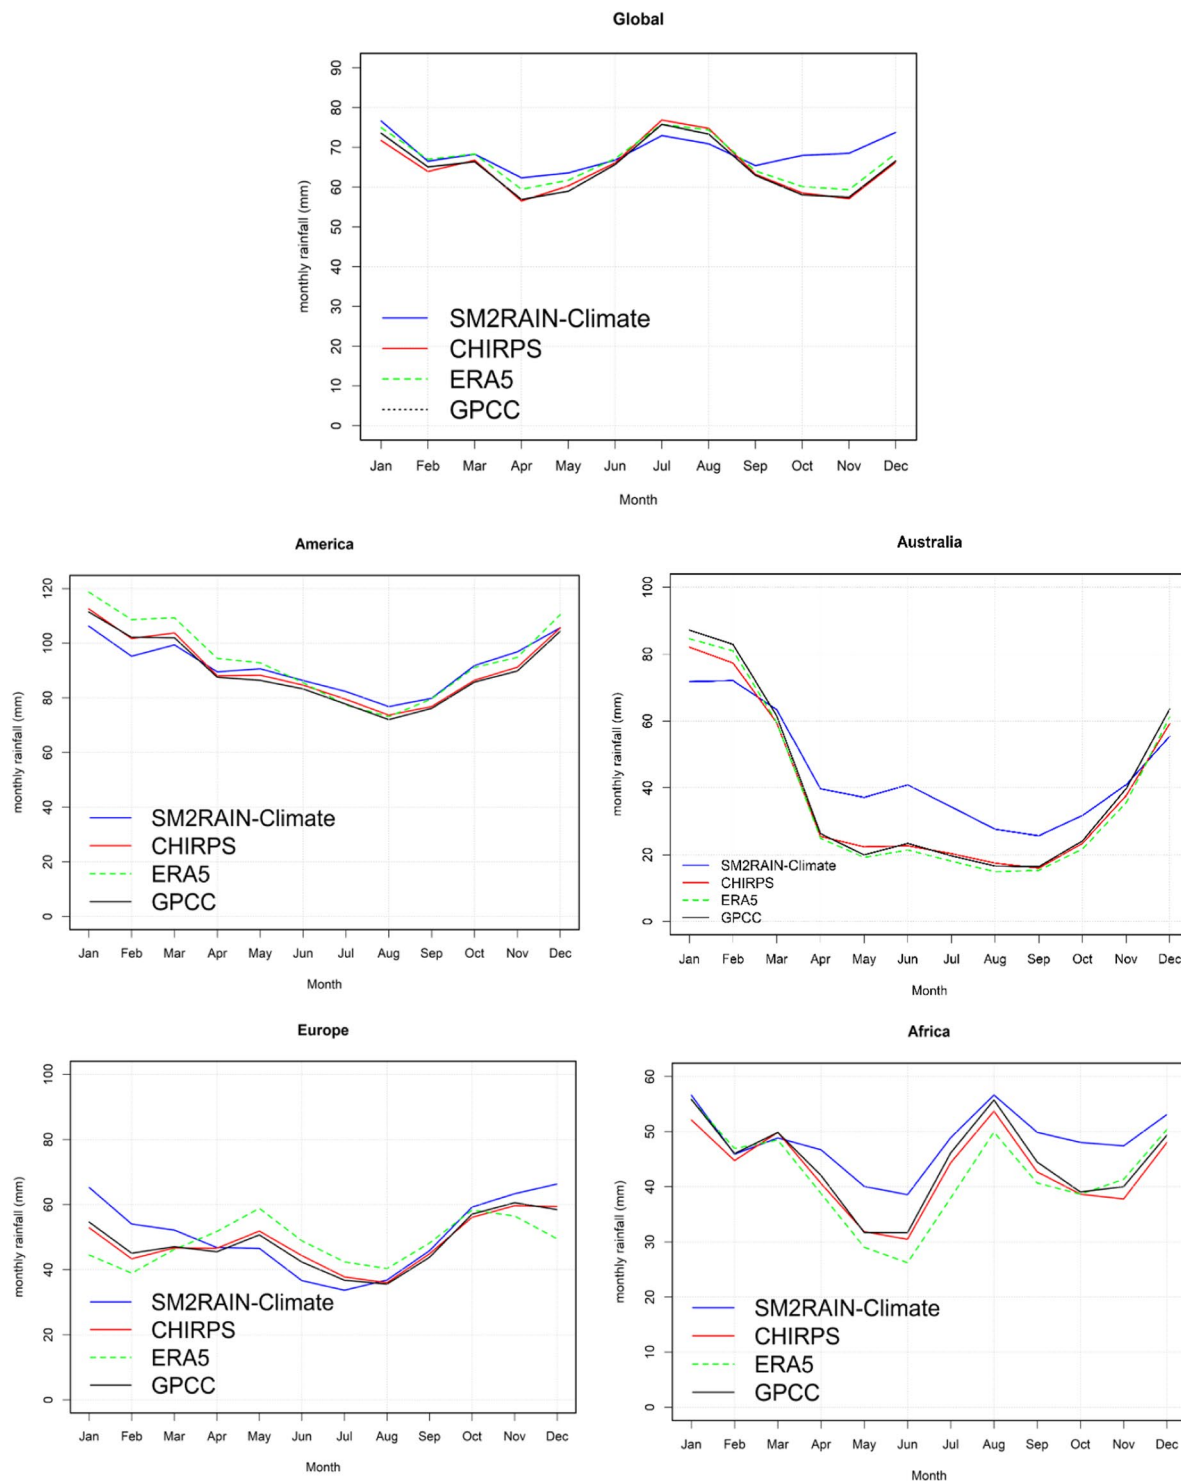 Global
monthly rainfall (mm)
90
80
70
60
50
40
30
20
10
0
SM2RAIN-Climate
CHIRPS
ERA5
GPCC
Jan Feb Mar Apr May Jun Jul Aug Sep Oct Nov Dec
Month
America
monthly rainfall (mm)
120
100
80
60
40
20
0
SM2RAIN-Climate
CHIRPS
ERA5
GPCC
Jan Feb Mar Apr May Jun Jul Aug Sep Oct Nov Dec
Month
Australia
monthly rainfall (mm)
100
80
60
40
20
0
SM2RAIN-Climate
CHIRPS
ERA5
GPCC
Jan Feb Mar Apr May Jun Jul Aug Sep Oct Nov Dec
Month
Europe
monthly rainfall (mm)
100
80
60
40
20
0
SM2RAIN-Climate
CHIRPS
ERA5
GPCC
Jan Feb Mar Apr May Jun Jul Aug Sep Oct Nov Dec
Month
Africa
monthly rainfall (mm)
60
50
40
30
20
10
0
SM2RAIN-Climate
CHIRPS
ERA5
GPCC
Jan Feb Mar Apr May Jun Jul Aug Sep Oct Nov Dec
Month